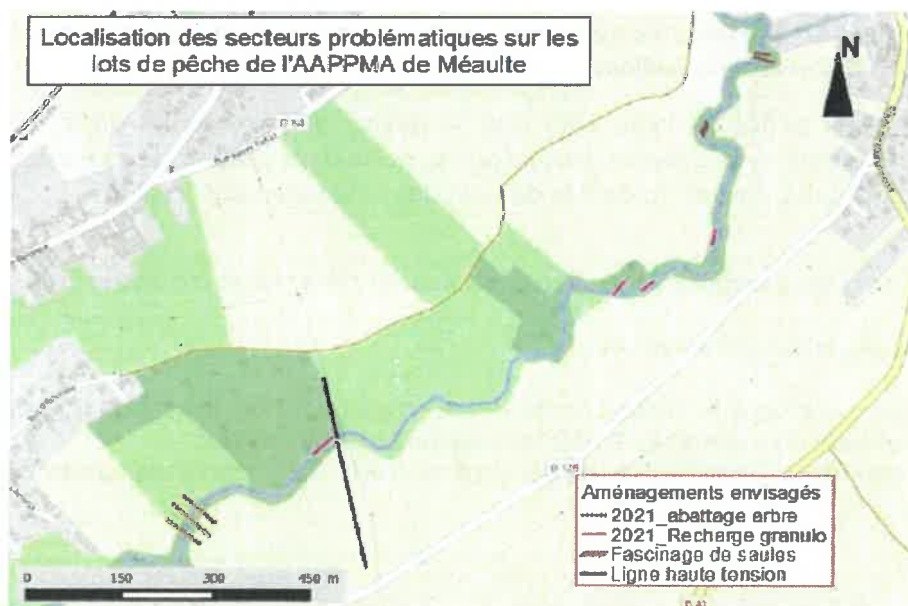 Localisation des secteurs problématiques sur les
lots de pêche de l'AAPPMA de Méaulte
N
Aménagements envisagés
2021_abattage arbre
2021_Recharge granulo
Fascinage de saules
Ligne haute tension
0 150 300 450 m